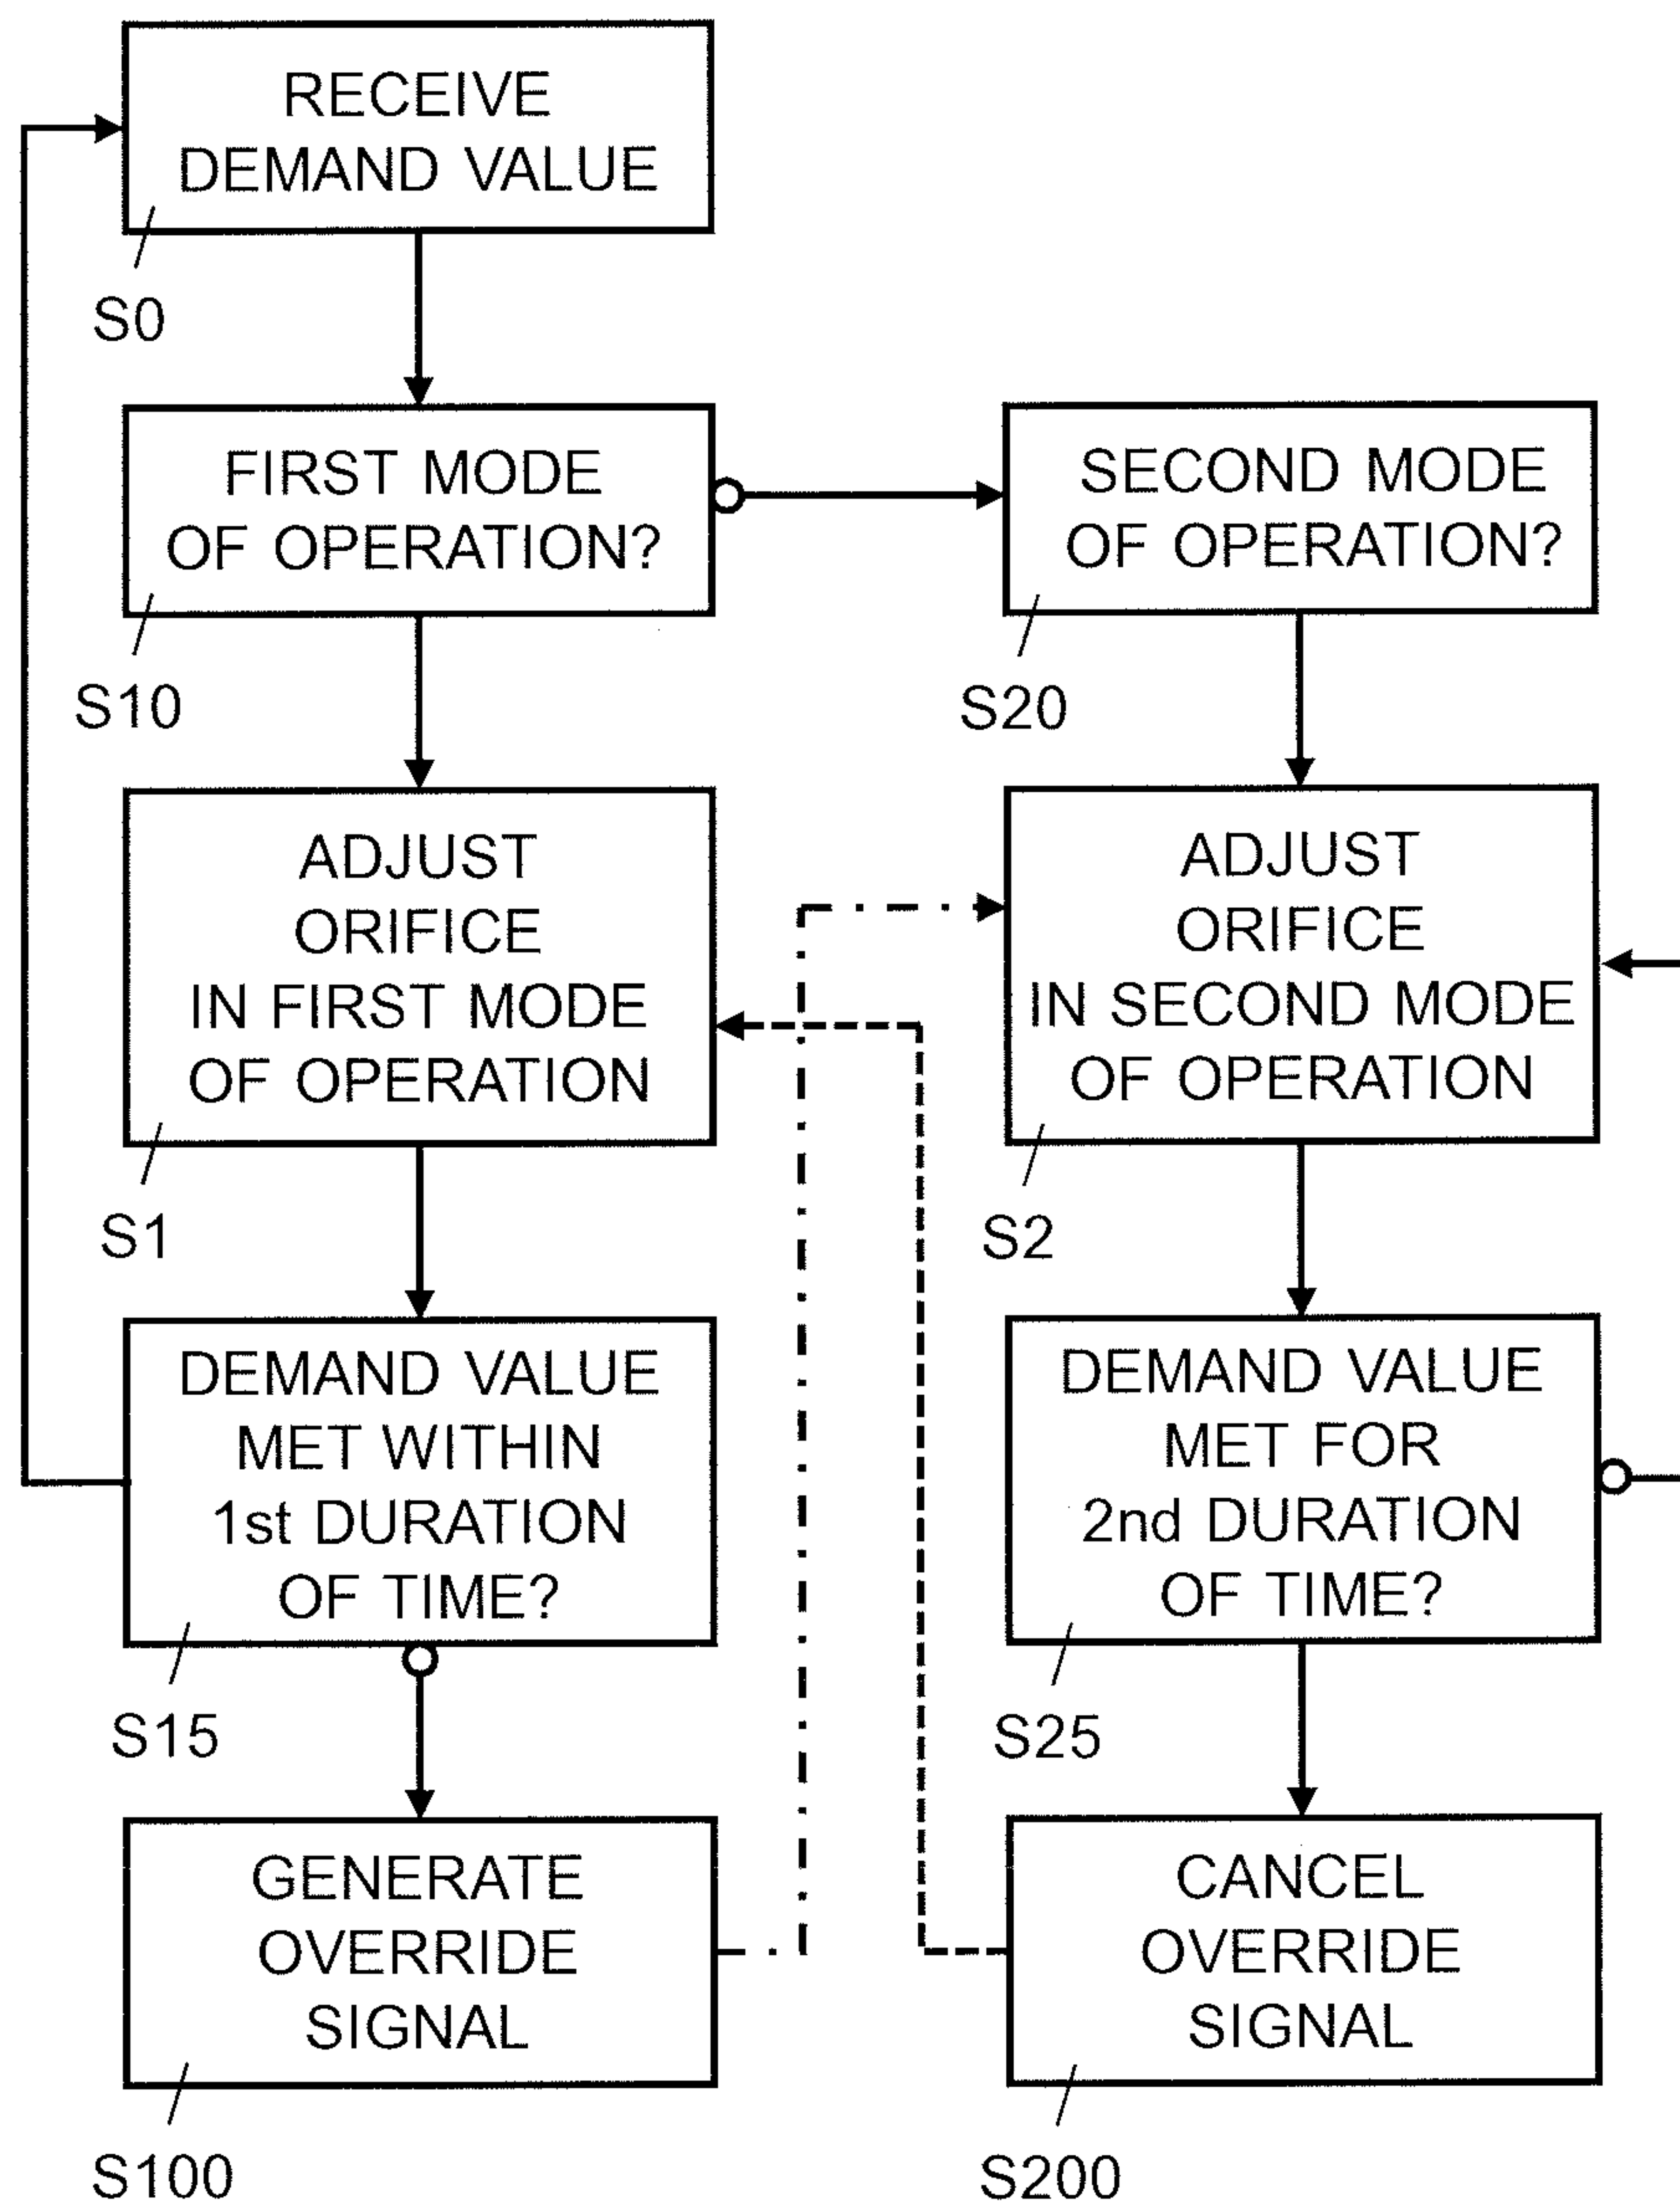 RECEIVE
DEMAND VALUE
S0
FIRST MODE
OF OPERATION?
S10
SECOND MODE
OF OPERATION?
S20
ADJUST
ORIFICE
IN FIRST MODE
OF OPERATION
S1
ADJUST
ORIFICE
IN SECOND MODE
OF OPERATION
S2
DEMAND VALUE
MET WITHIN
1st DURATION
OF TIME?
S15
DEMAND VALUE
MET FOR
2nd DURATION
OF TIME?
S25
GENERATE
OVERRIDE
SIGNAL
S100
CANCEL
OVERRIDE
SIGNAL
S200